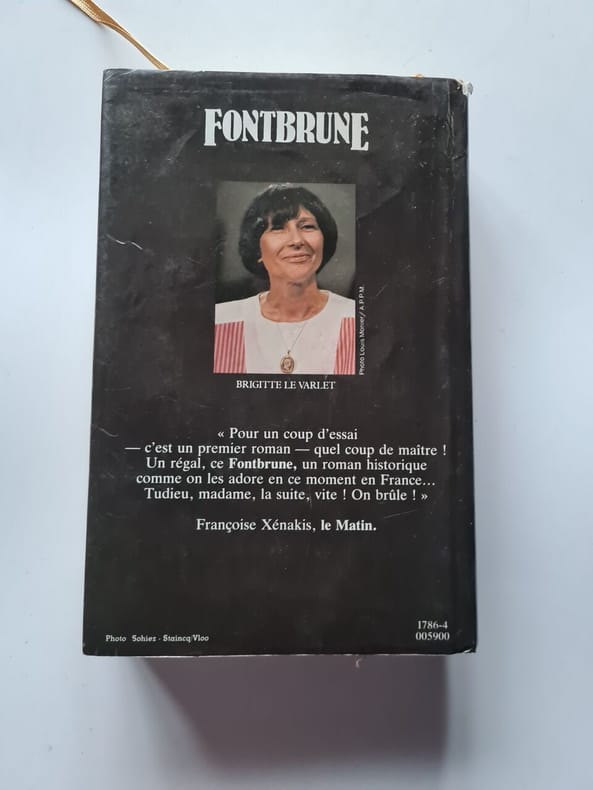 FONTBRUNE
Photo Louis Monier / A.P.P.M.
BRIGITTE LE VARLET
« Pour un coup d'essai
— c'est un premier roman — quel coup de maître !
Un régal, ce Fontbrune, un roman historique
comme on les adore en ce moment en France...
Tudieu, madame, la suite, vite ! On brûle ! »
Françoise Xénakis, le Matin.
1786-4
Photo Sohiez - Staincq/Vloo
005900